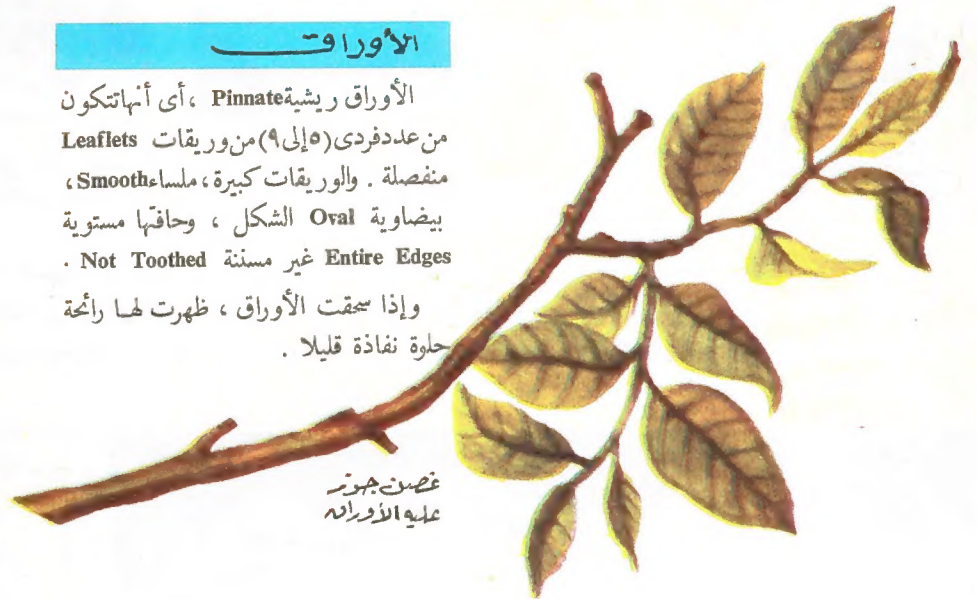 الأوراق
الأوراق ريشية Pinnate ، أى أنها تتكون
من عدد فردى (٥ إلى ٩) من وريقات Leaflets
منفصلة . والوريقات كبيرة ، ملساء Smooth ،
بيضاوية Oval الشكل ، وحافتها مستوية
Entire Edges غير مسننة Not Toothed .
وإذا سحقت الأوراق ، ظهرت لها رائحة
حلوة نفاذة قليلا .
غصن جوز
عليه الأوراق